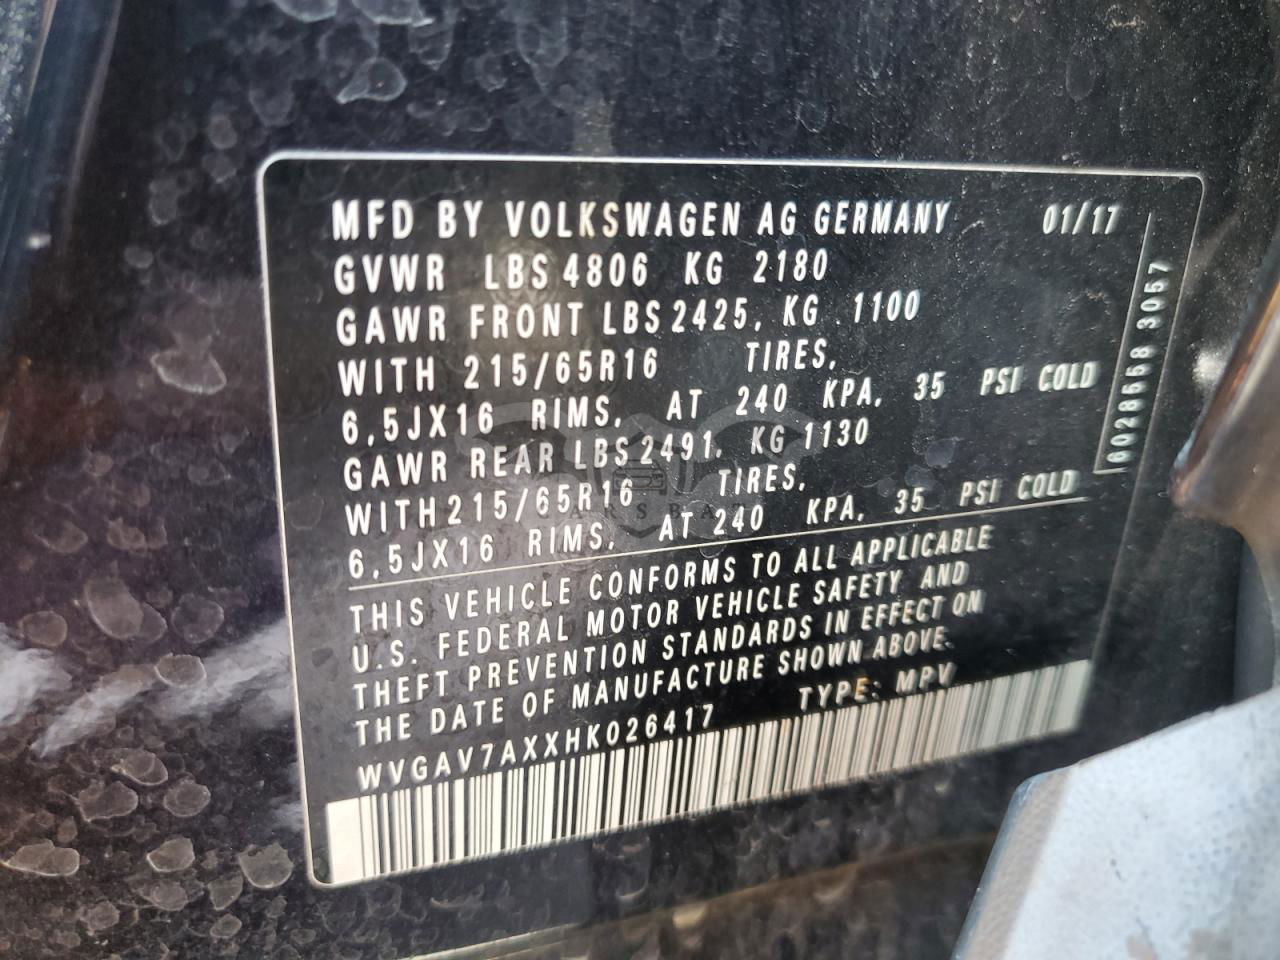 MFD BY VOLKSWAGEN AG GERMANY 01/17
GVWR LBS 4806 KG 2180
GAWR FRONT LBS 2425, KG 1100
WITH 215/65R16 TIRES,
6,5JX16 RIMS, AT 240 KPA, 35 PSI COLD
GAWR REAR LBS 2491, KG 1130
WITH 215/65R16 TIRES,
6,5JX16 RIMS, AT 240 KPA, 35 PSI COLD
THIS VEHICLE CONFORMS TO ALL APPLICABLE
U.S. FEDERAL MOTOR VEHICLE SAFETY AND
THEFT PREVENTION STANDARDS IN EFFECT ON
THE DATE OF MANUFACTURE SHOWN ABOVE.
WVGAV7AXXHK026417 TYPE: MPV
6028558 3057